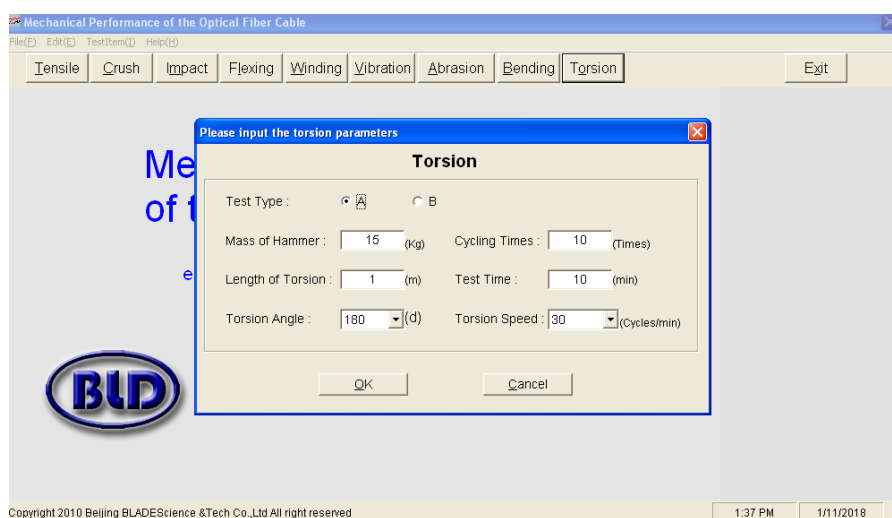 Mechanical Performance of the Optical Fiber Cable
File(F) Edit(E) TestItem(I) Help(H)
Tensile Crush Impact Flexing Winding Vibration Abrasion Bending Torsion Exit
Please input the torsion parameters
Torsion
Me
of t
Test Type : A B
Mass of Hammer : 15 (Kg) Cycling Times : 10 (Times)
e
Length of Torsion : 1 (m) Test Time : 10 (min)
Torsion Angle : 180 (d) Torsion Speed : 30 (Cycles/min)
OK Cancel
BLD
Copyright 2010 Beijing BLADEScience &Tech Co.,Ltd All right reserved 1:37 PM 1/11/2018